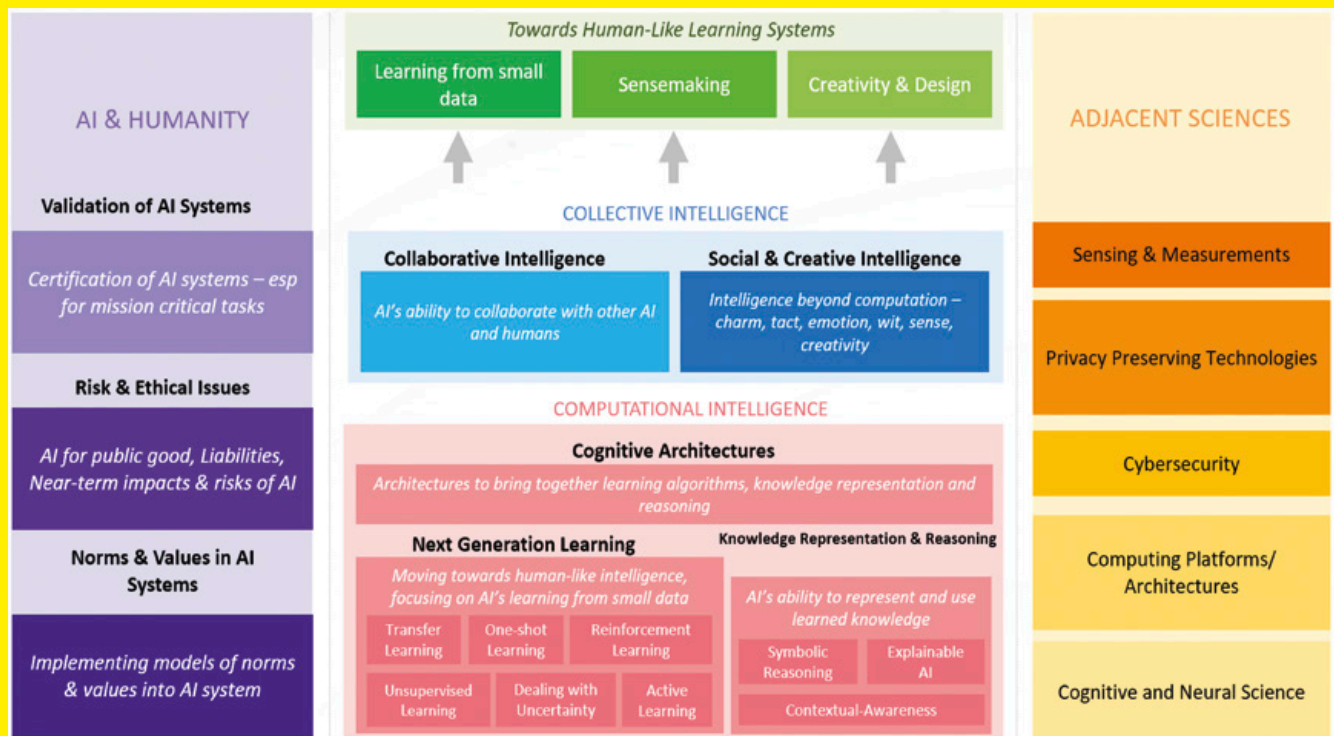 AI & HUMANITY
Validation of AI Systems
Certification of AI systems – esp
for mission critical tasks
Risk & Ethical Issues
AI for public good, Liabilities,
Near-term impacts & risks of AI
Norms & Values in AI
Systems
Implementing models of norms
& values into AI system
Towards Human-Like Learning Systems
Learning from small
data
Sensemaking
Creativity & Design
COLLECTIVE INTELLIGENCE
Collaborative Intelligence
AI's ability to collaborate with other AI
and humans
Social & Creative Intelligence
Intelligence beyond computation –
charm, tact, emotion, wit, sense,
creativity
COMPUTATIONAL INTELLIGENCE
Cognitive Architectures
Architectures to bring together learning algorithms, knowledge representation and
reasoning
Next Generation Learning
Moving towards human-like intelligence,
focusing on AI's learning from small data
Transfer
Learning
One-shot
Learning
Reinforcement
Learning
Unsupervised
Learning
Dealing with
Uncertainty
Active
Learning
Knowledge Representation & Reasoning
AI's ability to represent and use
learned knowledge
Symbolic
Reasoning
Explainable
AI
Contextual-Awareness
ADJACENT SCIENCES
Sensing & Measurements
Privacy Preserving Technologies
Cybersecurity
Computing Platforms/
Architectures
Cognitive and Neural Science